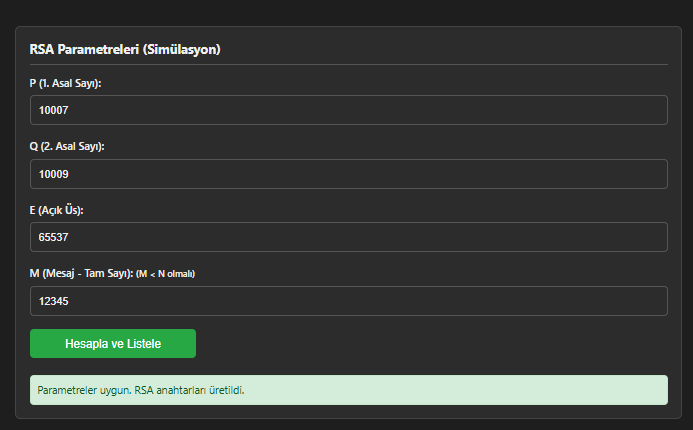 RSA Parametreleri (Simülasyon)
P (1. Asal Sayı):
10007
Q (2. Asal Sayı):
10009
E (Açık Üs):
65537
M (Mesaj - Tam Sayı): (M < N olmalı)
12345
Hesapla ve Listele
Parametreler uygun. RSA anahtarları üretildi.